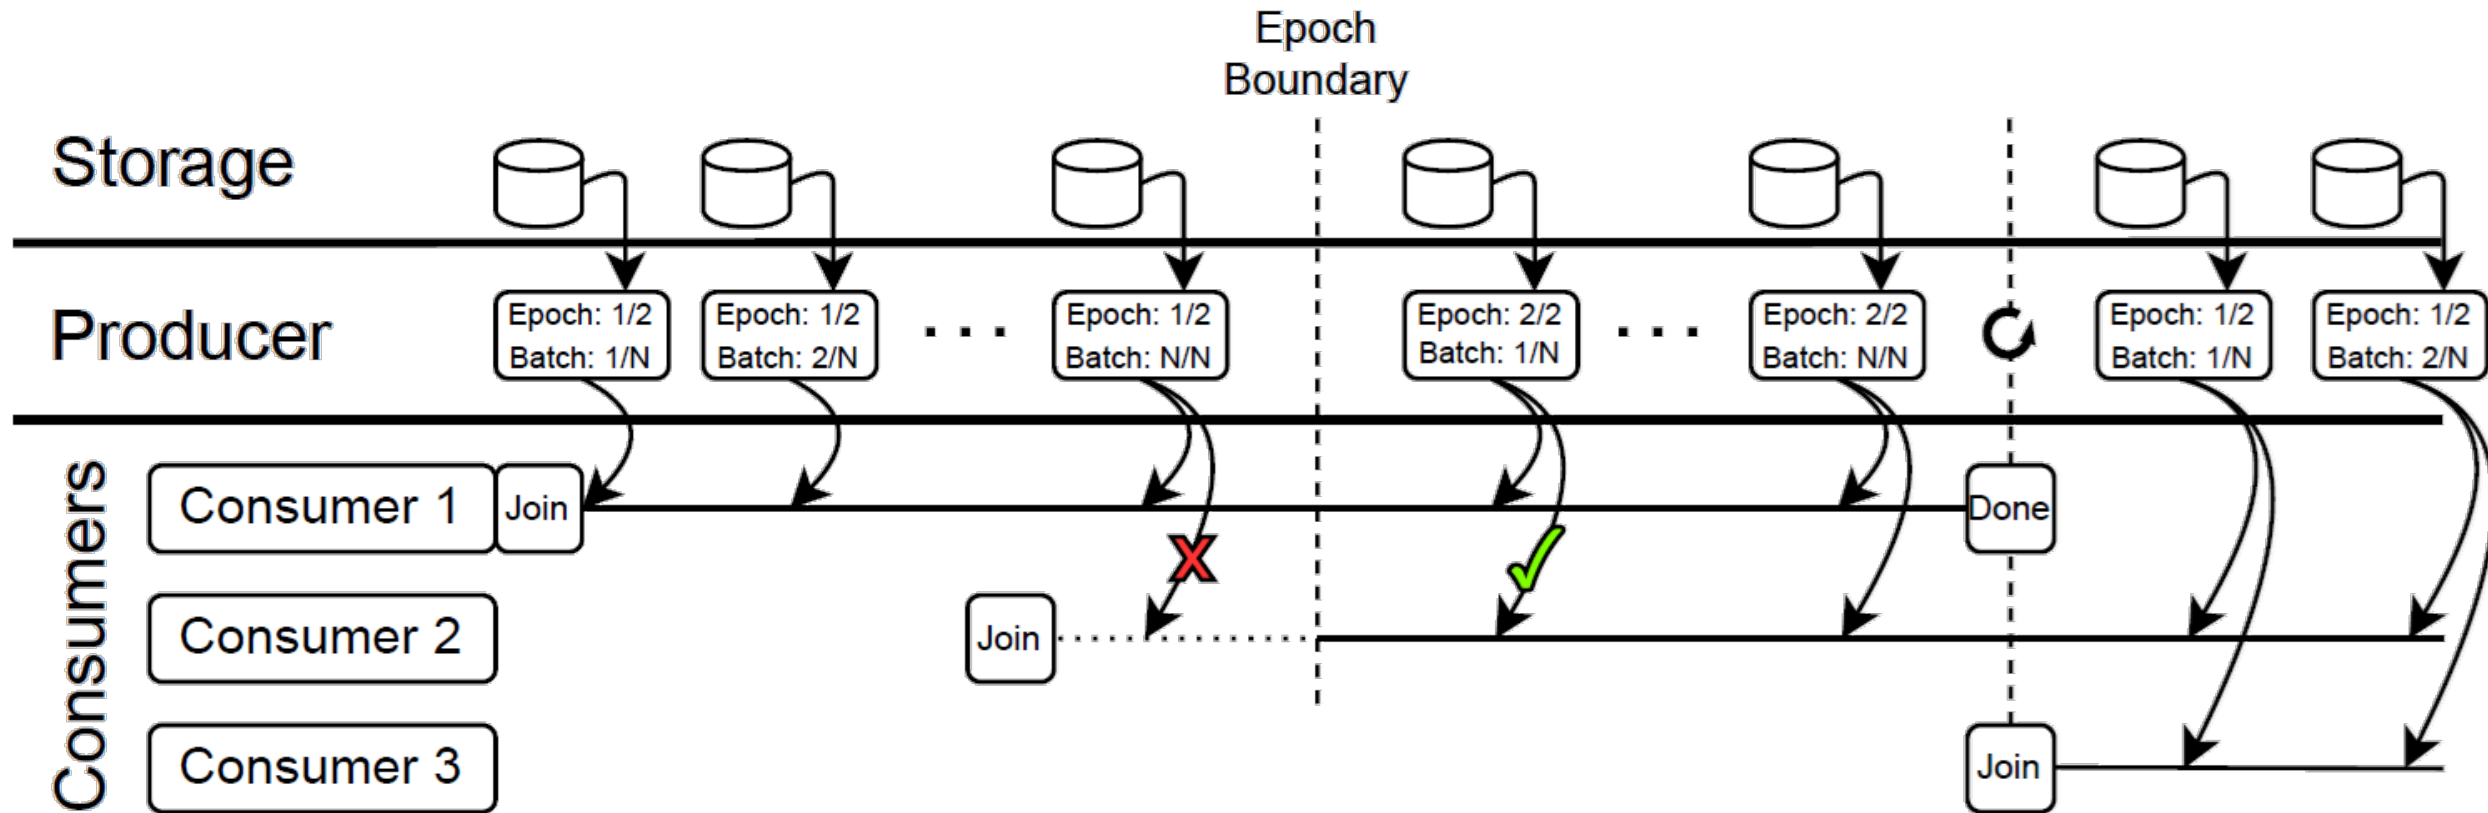 Epoch
Boundary
Storage
Producer
Epoch: 1/2
Batch: 1/N
Epoch: 1/2
Batch: 2/N
. . .
Epoch: 1/2
Batch: N/N
Epoch: 2/2
Batch: 1/N
. . .
Epoch: 2/2
Batch: N/N
Epoch: 1/2
Batch: 1/N
Epoch: 1/2
Batch: 2/N
Consumers
Consumer 1
Join
Done
Consumer 2
Join
Consumer 3
Join